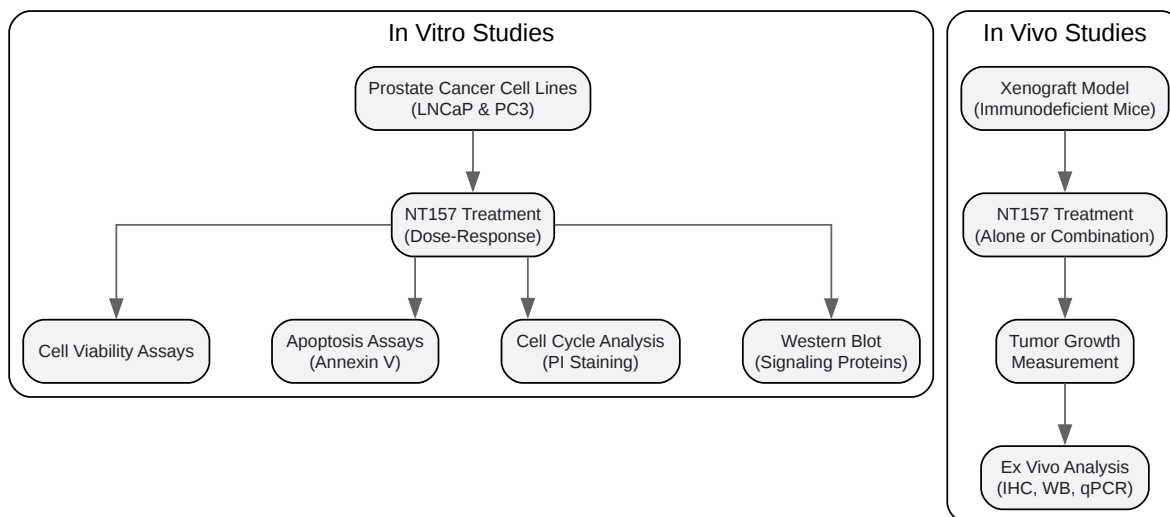 In Vitro Studies
Prostate Cancer Cell Lines
(LNCaP & PC3)
NT157 Treatment
(Dose-Response)
Cell Viability Assays
Apoptosis Assays
(Annexin V)
Cell Cycle Analysis
(PI Staining)
Western Blot
(Signaling Proteins)
In Vivo Studies
Xenograft Model
(Immunodeficient Mice)
NT157 Treatment
(Alone or Combination)
Tumor Growth
Measurement
Ex Vivo Analysis
(IHC, WB, qPCR)